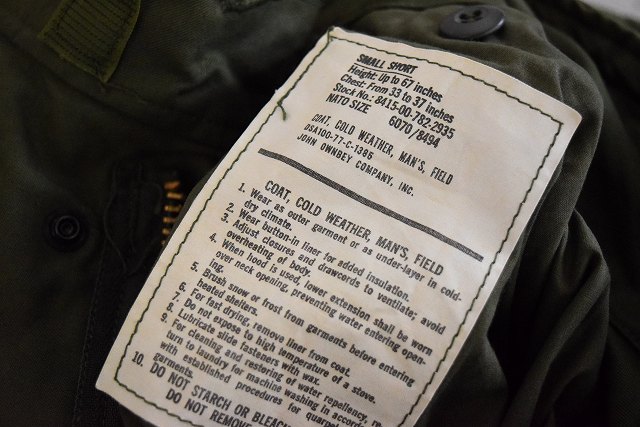 SMALL SHORT
Height: Up to 67 inches
Chest: From 33 to 37 inches
Stock No.: 8415-00-782-2935
NATO SIZE 6070/8494
COAT, COLD WEATHER, MAN'S, FIELD
DSA100-77-C-1385
JOHN OWNBEY COMPANY, INC.
COAT, COLD WEATHER, MAN'S, FIELD
1. Wear as outer garment or as under-layer in cold-
dry climate.
2. Wear button-in liner for added insulation.
3. Adjust closures and drawcords to ventilate; avoid
overheating of body.
4. When hood is used, lower extension shall be worn
over neck opening, preventing water entering open-
ing.
5. Brush snow or frost from garments before entering
heated shelters.
6. For fast drying, remove liner from coat.
7. Do not expose to high temperature of a stove.
8. Lubricate slide fasteners with wax.
9. For cleaning and restoring of water repellency, re
turn to laundry for machine washing in accord
with established procedures for quarpel
garments.
10. DO NOT STARCH OR BLEACH
DO NOT REMOVE